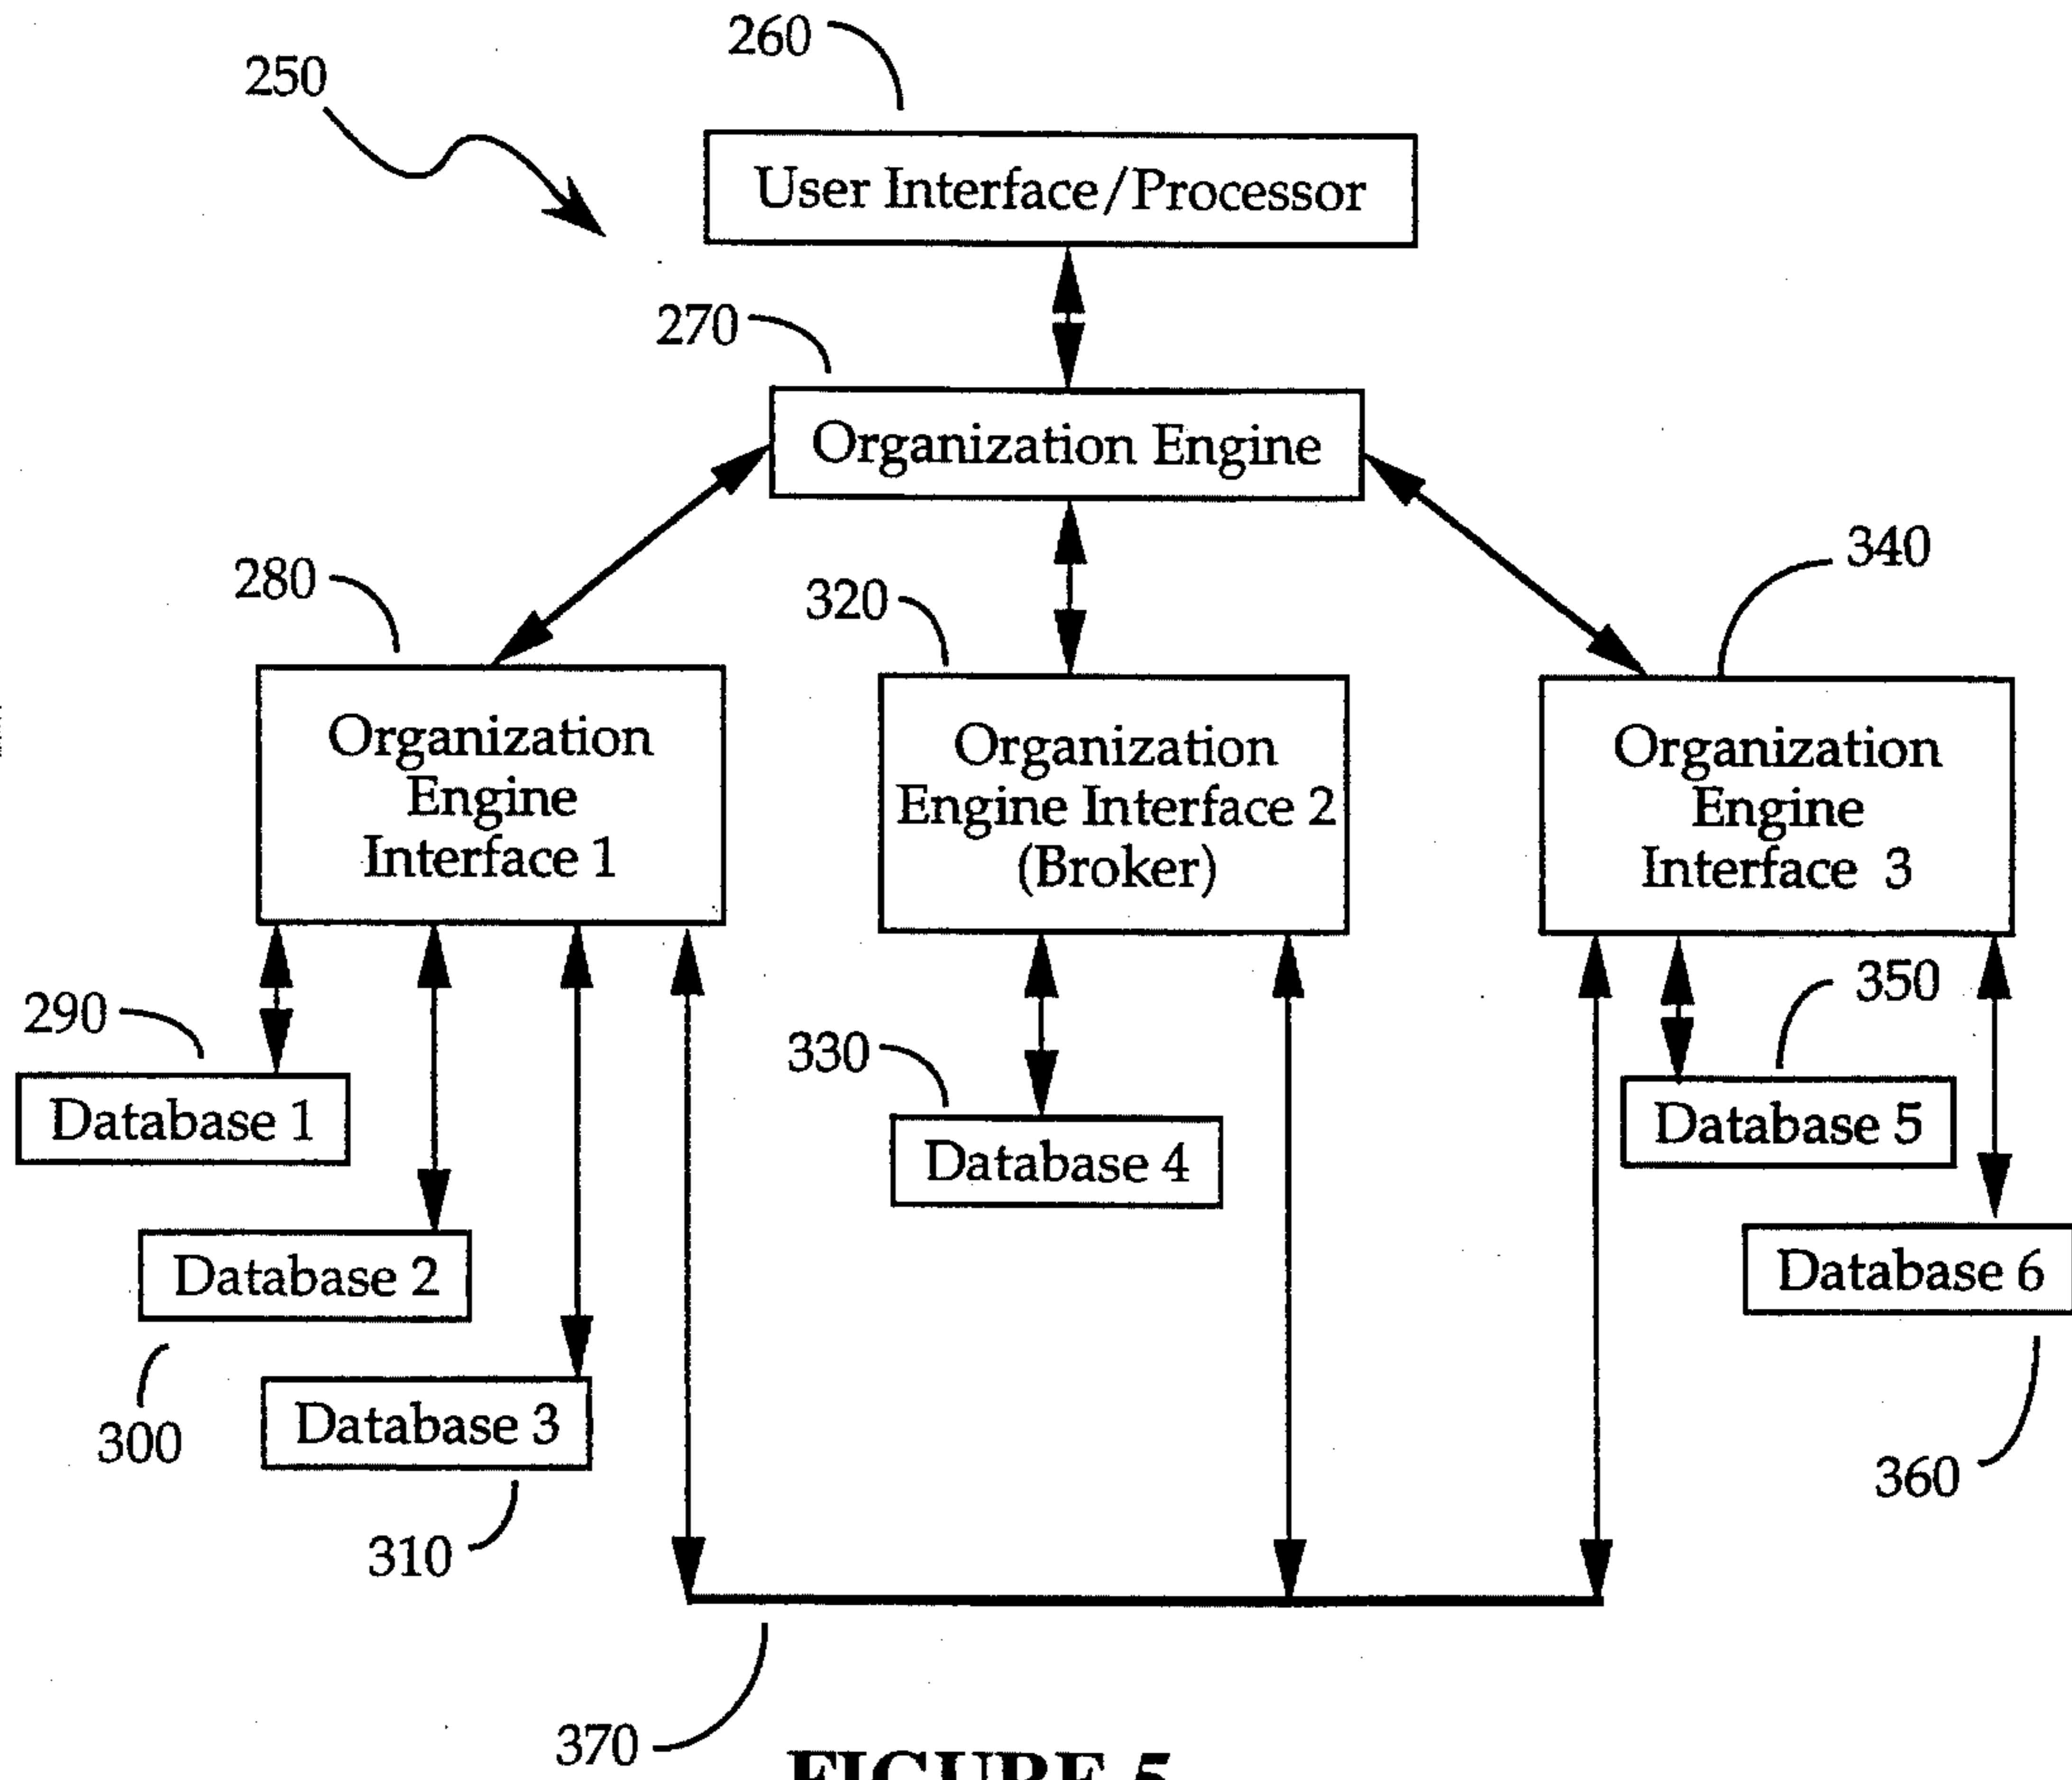 260
250
User Interface/Processor
270
Organization Engine
280
320
340
Organization
Engine
Interface 1
Organization
Engine Interface 2
(Broker)
Organization
Engine
Interface 3
290
330
350
Database 1
Database 4
Database 5
Database 2
Database 6
300
Database 3
360
310
370
FIGURE 5